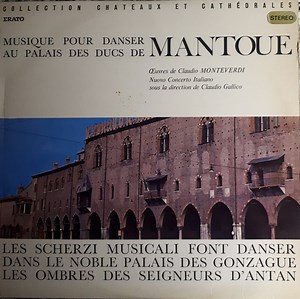 COLLECTION CHATEAUX ET CATHÉDRALES
ERATO
STEREO
MUSIQUE POUR DANSER
AU PALAIS DES DUCS DE MANTOUE
Œuvres de Claudio MONTEVERDI
Nuovo Concerto Italiano
sous la direction de Claudio Gallico
LES SCHERZI MUSICALI FONT DANSER
DANS LE NOBLE PALAIS DES GONZAGUE
LES OMBRES DES SEIGNEURS D'ANTAN